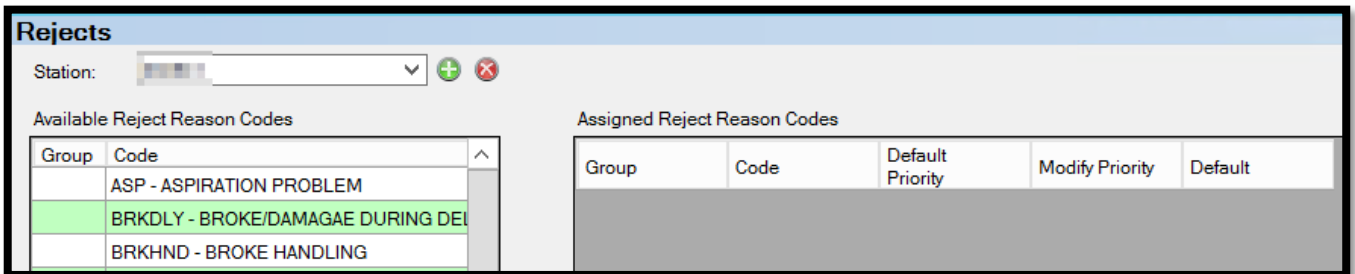 Rejects
Station:
Available Reject Reason Codes
Group Code
ASP - ASPIRATION PROBLEM
BRKDLY - BROKE/DAMAGAE DURING DEL
BRKHND - BROKE HANDLING
Assigned Reject Reason Codes
Group Code Default Priority Modify Priority Default